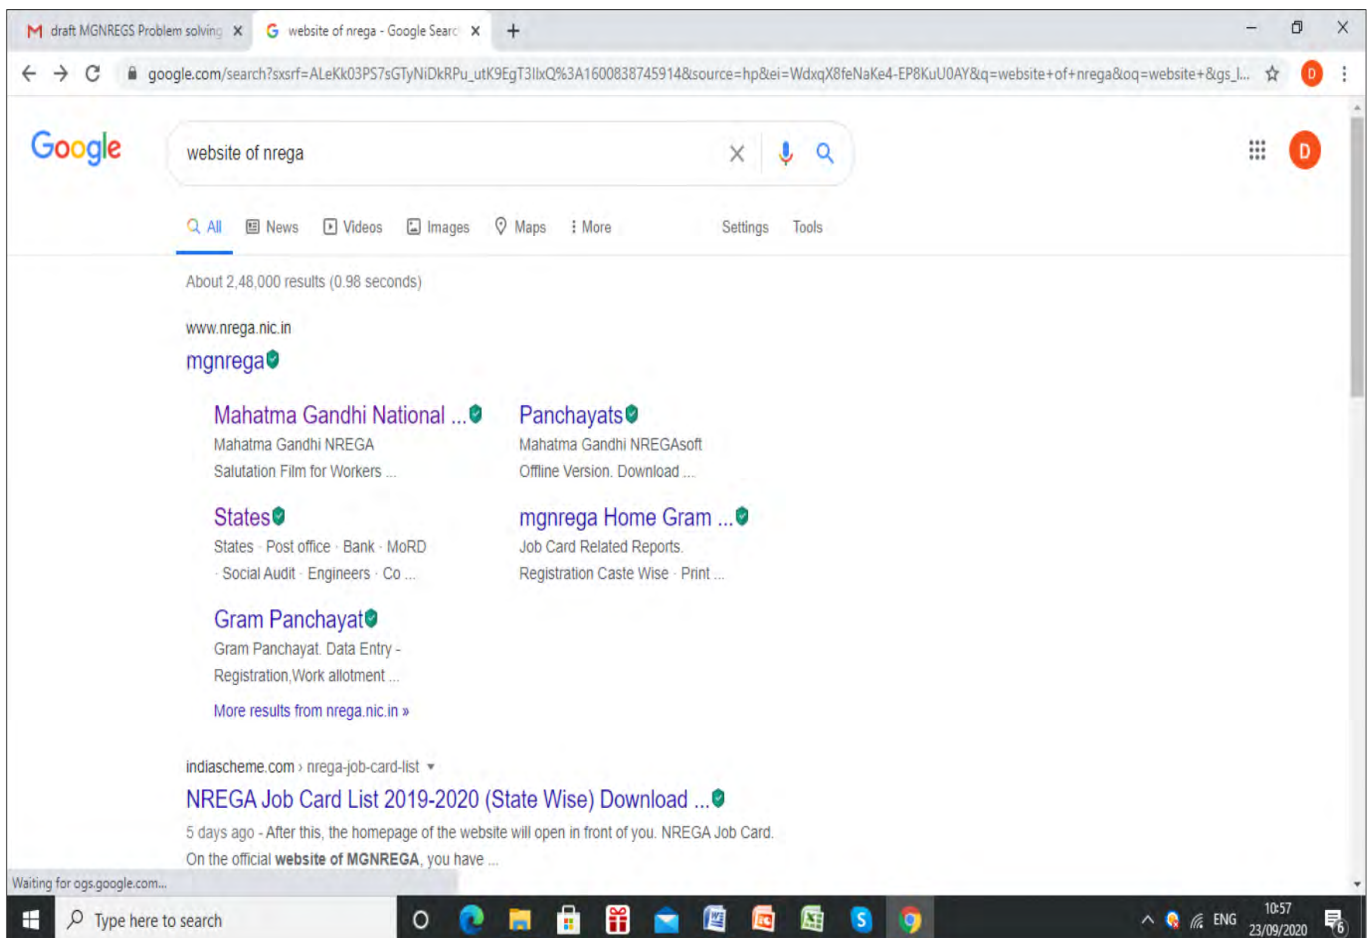 draft MGNREGS Problem solving
website of nrega - Google Searc
google.com/search?sxsrf=ALeKk03PS7sGTyNiDkRPu_utK9EgT3IIxQ%3A1600838745914&source=hp&ei=WdxqX8feNaKe4-EP8KuU0AY&q=website+of+nrega&oq=website+&gs_l...
D
Google
website of nrega
D
All News Videos Images Maps More Settings Tools
About 2,48,000 results (0.98 seconds)
www.nrega.nic.in
mgnrega
Mahatma Gandhi National ...
Mahatma Gandhi NREGA
Salutation Film for Workers ...
Panchayats
Mahatma Gandhi NREGAsoft
Offline Version. Download ...
States
States · Post office · Bank · MoRD
· Social Audit · Engineers · Co ...
mgnrega Home Gram ...
Job Card Related Reports.
Registration Caste Wise · Print ...
Gram Panchayat
Gram Panchayat. Data Entry -
Registration,Work allotment ...
More results from nrega.nic.in »
indiascheme.com › nrega-job-card-list
NREGA Job Card List 2019-2020 (State Wise) Download ...
5 days ago - After this, the homepage of the website will open in front of you. NREGA Job Card.
On the official website of MGNREGA, you have ...
Waiting for ogs.google.com...
Type here to search
ENG
10:57
23/09/2020
6